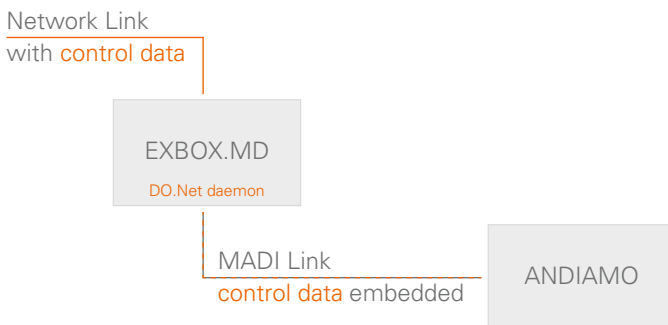 Network Link
with control data
EXBOX.MD
DO.Net daemon
MADI Link
control data embedded
ANDIAMO